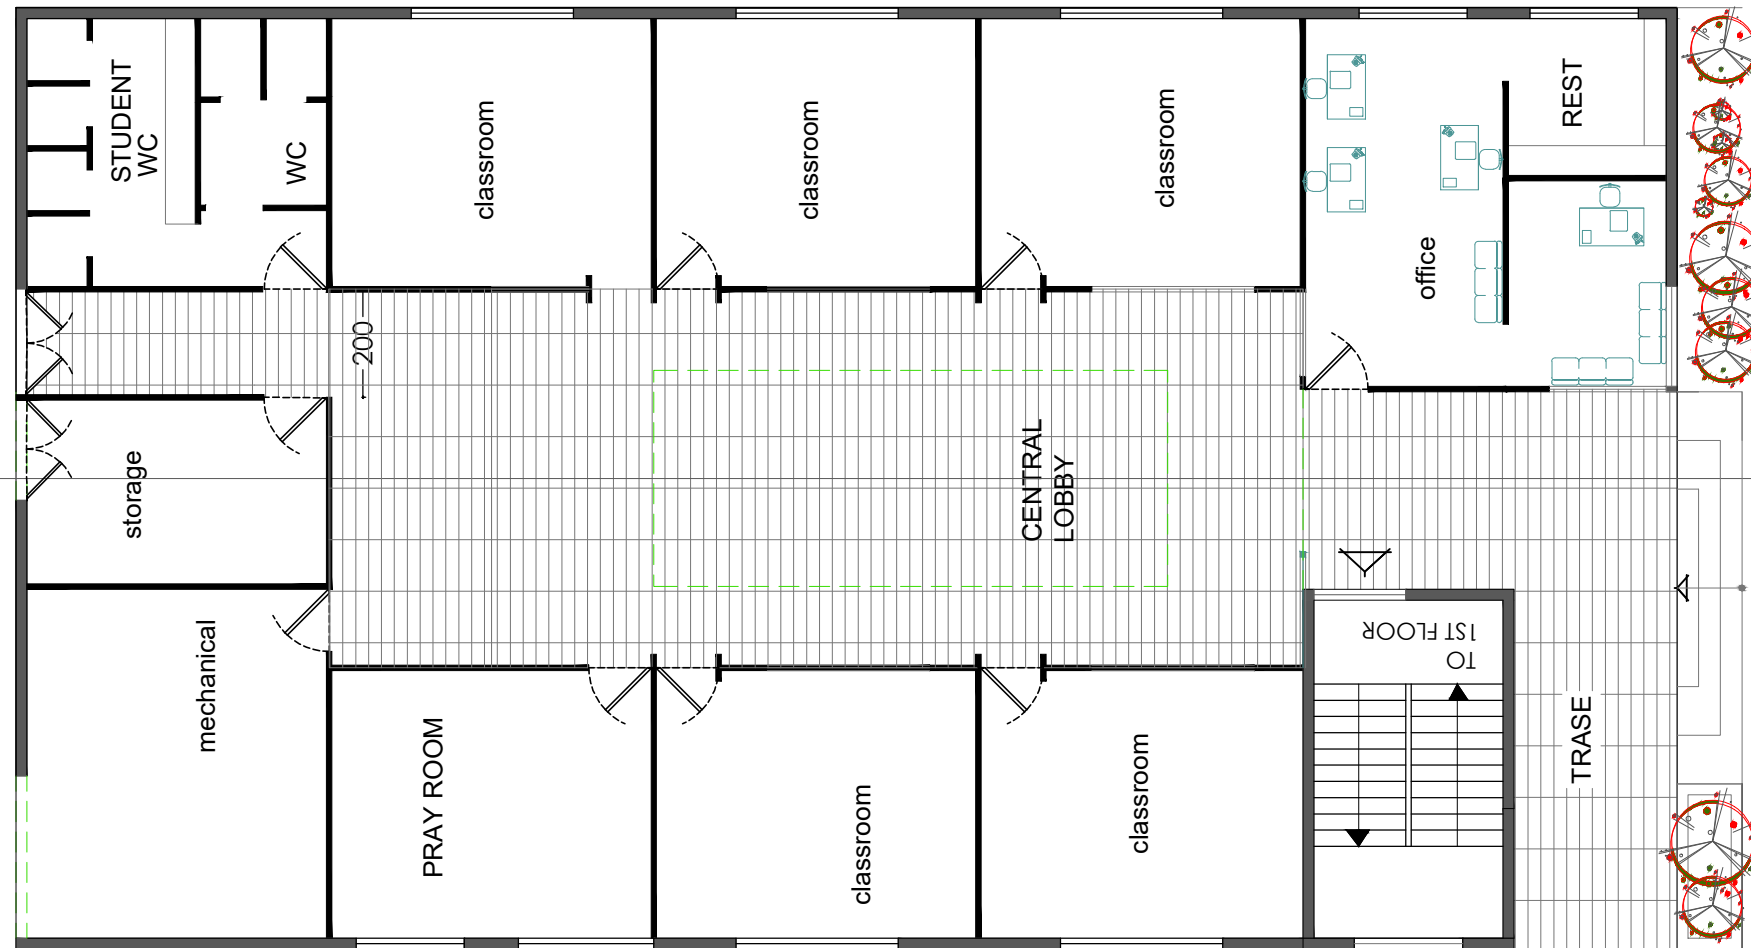 STUDENT
WC
WC
classroom
classroom
classroom
REST
office
200
storage
CENTRAL
LOBBY
mechanical
PRAY ROOM
classroom
classroom
TO
1ST FLOOR
TRASE